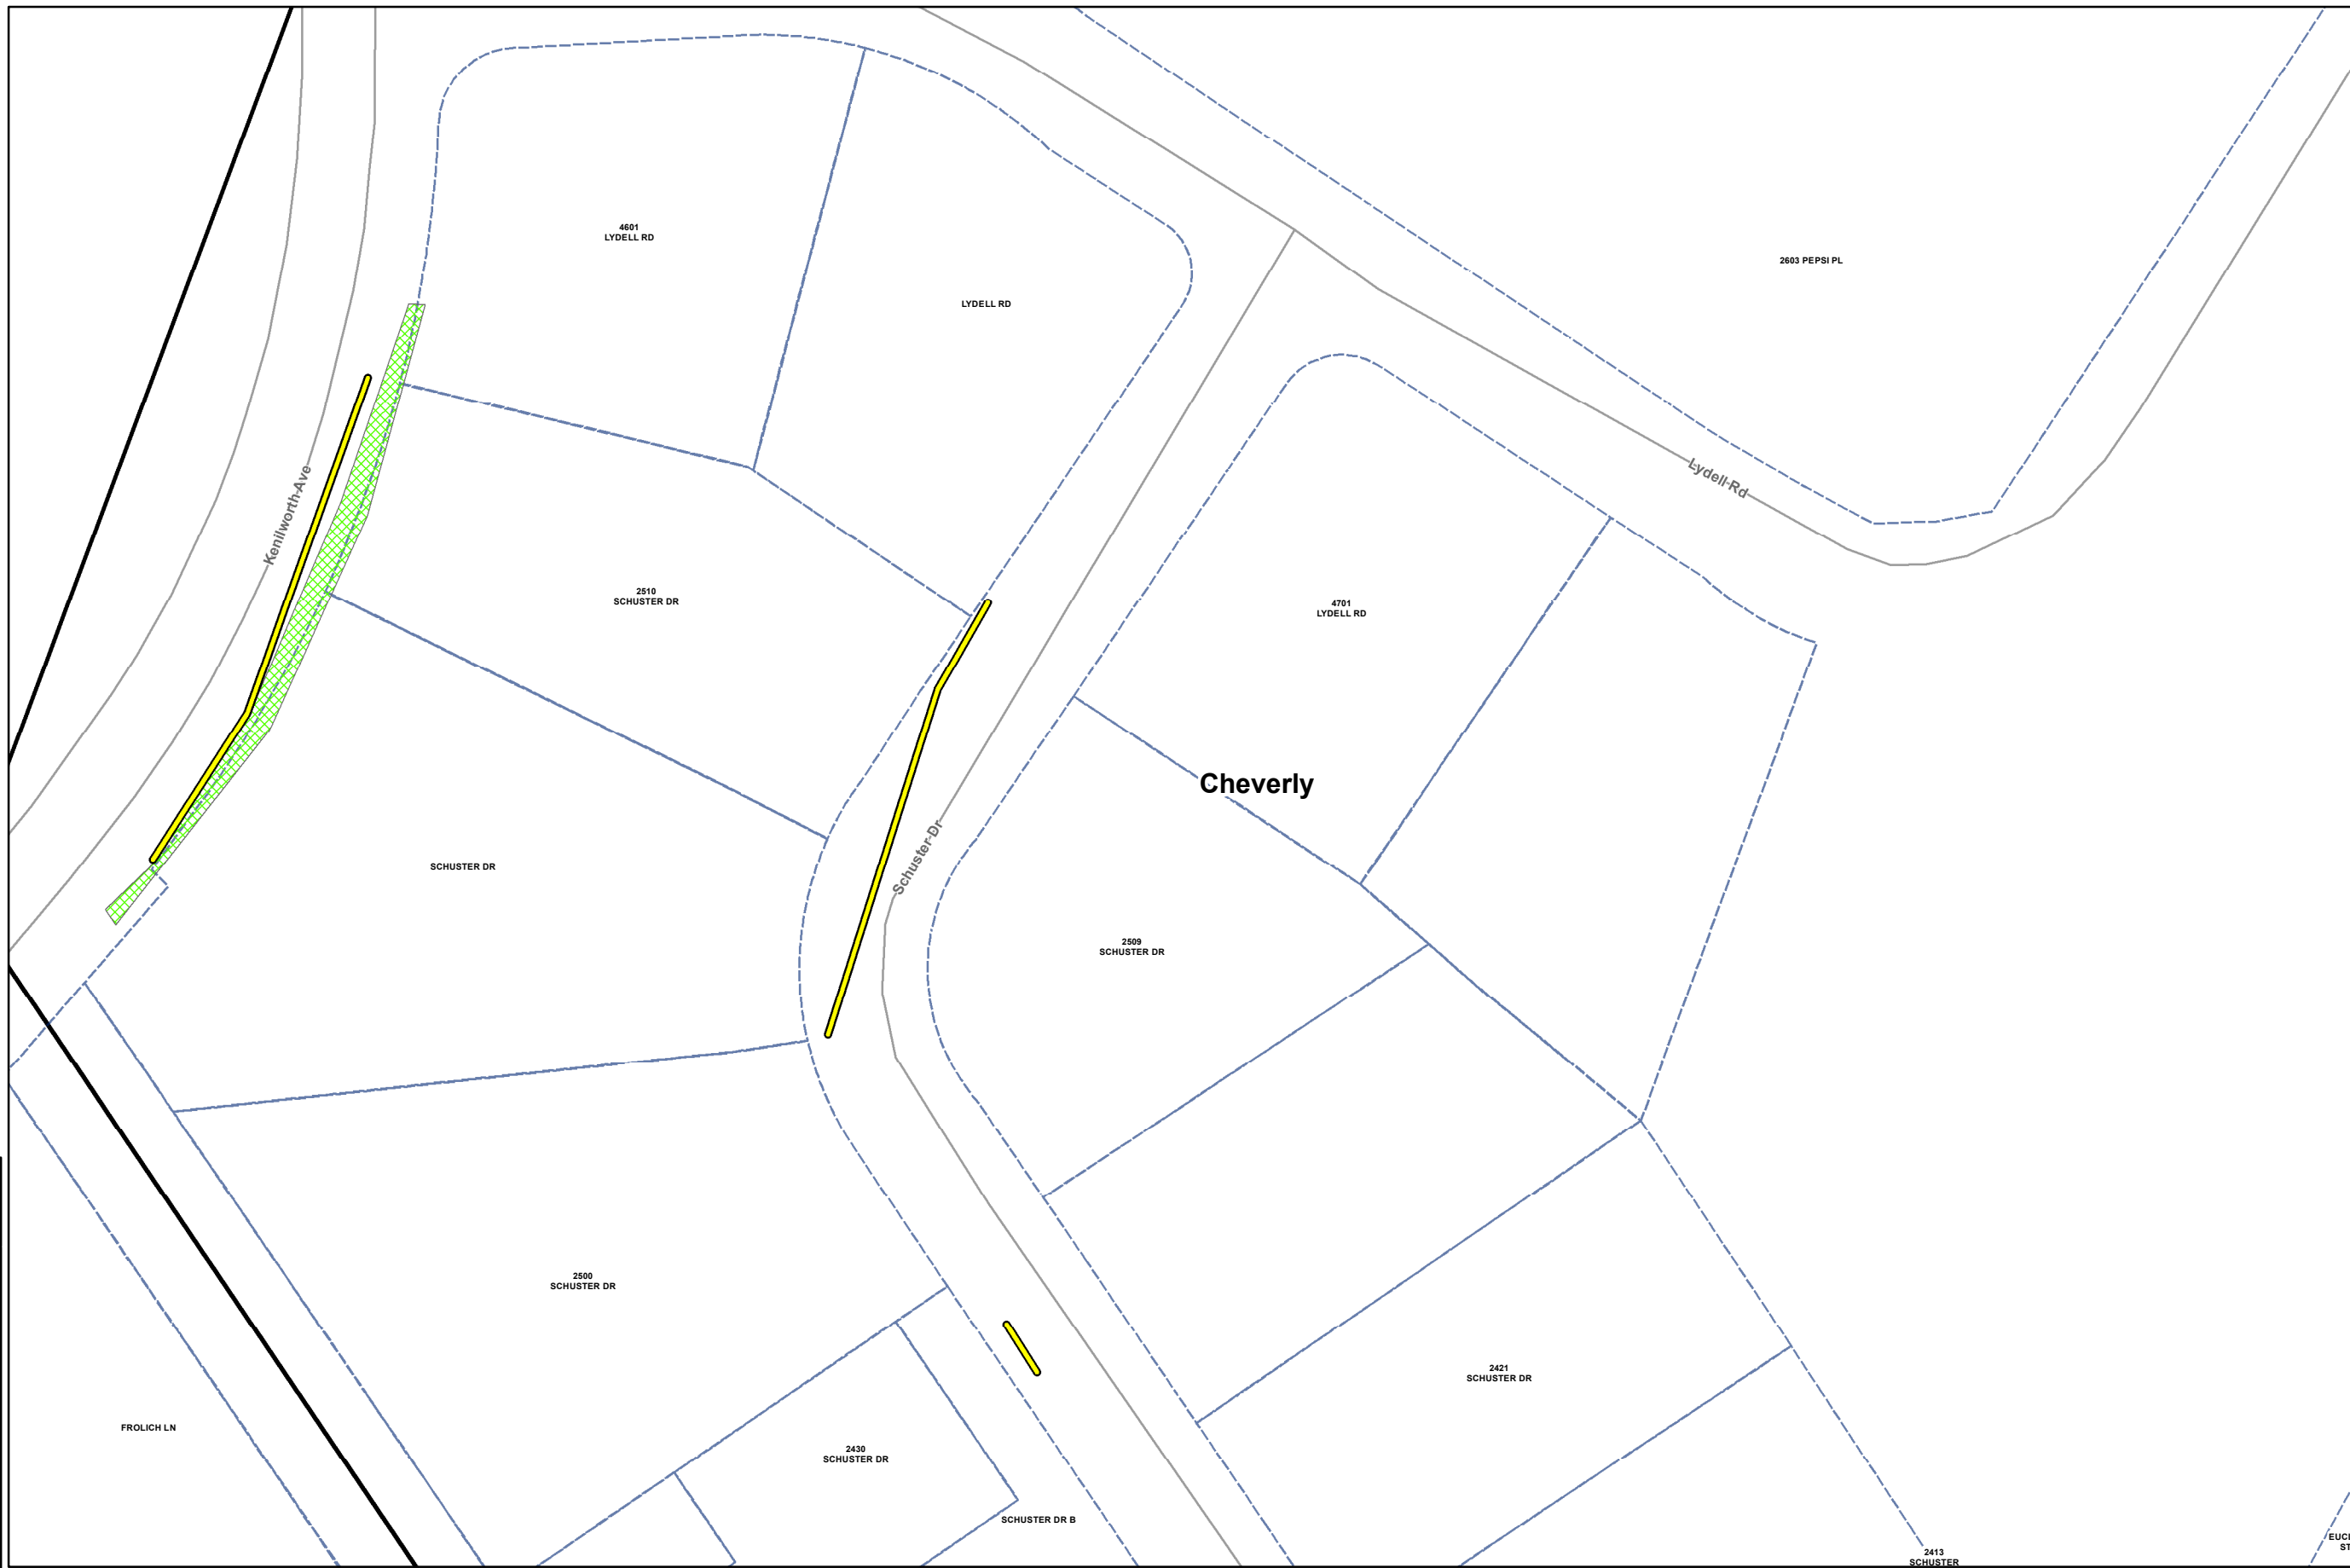 4601
LYDELL RD
2603 PEPSI PL
LYDELL RD
Kenilworth Ave
Lydell Rd
2510
SCHUSTER DR
4701
LYDELL RD
Cheverly
Schuster Dr
SCHUSTER DR
2509
SCHUSTER DR
2500
SCHUSTER DR
2421
SCHUSTER DR
FROLICH LN
2430
SCHUSTER DR
SCHUSTER DR B
2413
SCHUSTER